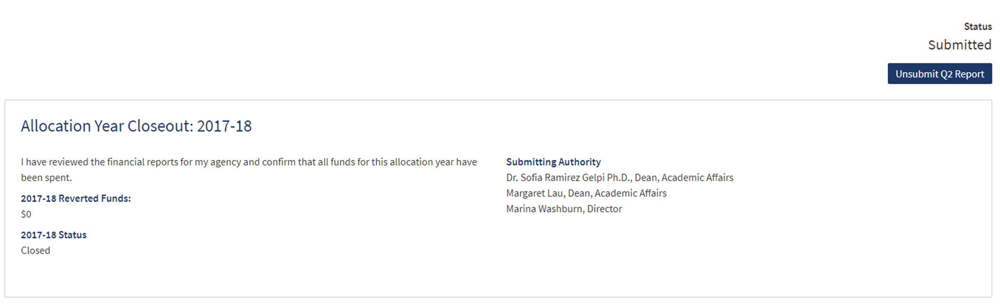 Status
Submitted
Unsubmit Q2 Report
Allocation Year Closeout: 2017-18
I have reviewed the financial reports for my agency and confirm that all funds for this allocation year have
been spent.
2017-18 Reverted Funds:
$0
2017-18 Status
Closed
Submitting Authority
Dr. Sofia Ramirez Gelpi Ph.D., Dean, Academic Affairs
Margaret Lau, Dean, Academic Affairs
Marina Washburn, Director